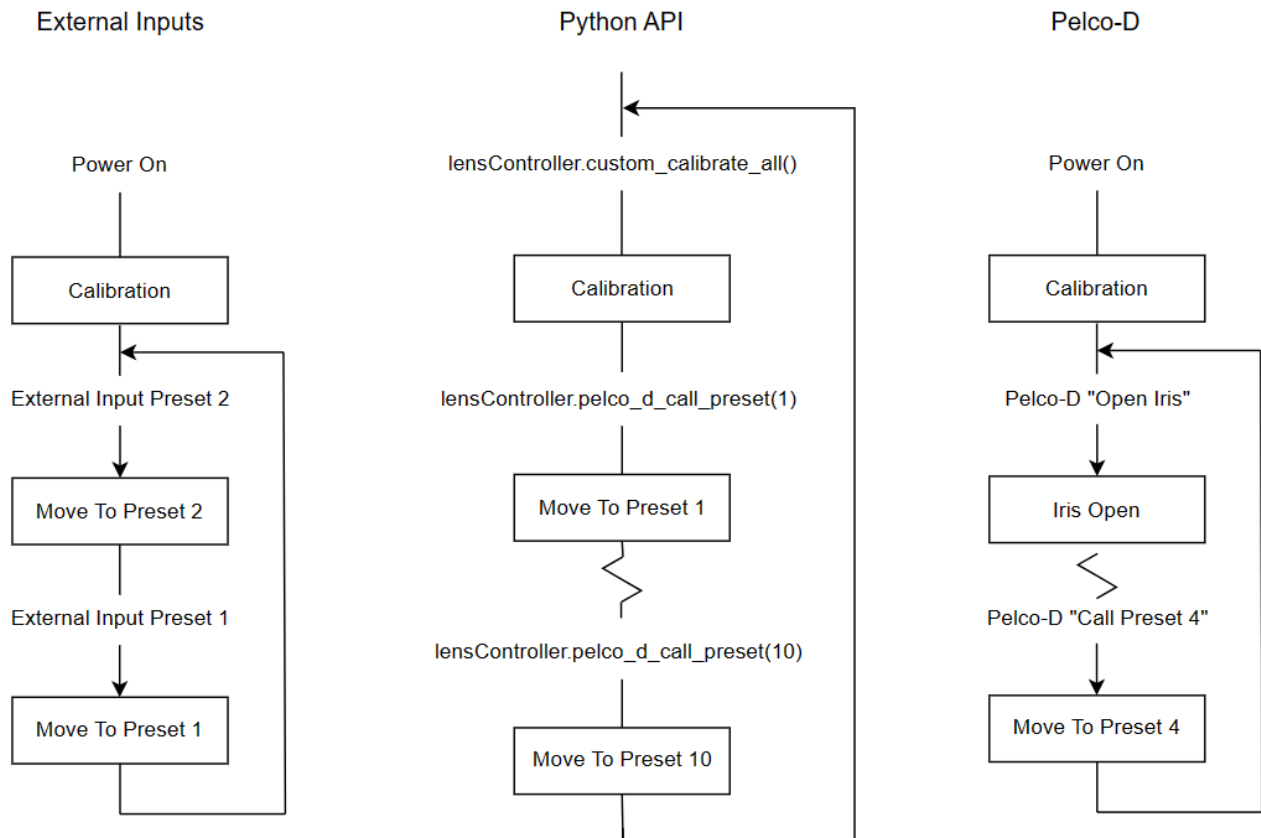 External Inputs
Power On
Calibration
External Input Preset 2
Move To Preset 2
External Input Preset 1
Move To Preset 1
Python API
lensController.custom_calibrate_all()
Calibration
lensController.pelco_d_call_preset(1)
Move To Preset 1
lensController.pelco_d_call_preset(10)
Move To Preset 10
Pelco-D
Power On
Calibration
Pelco-D "Open Iris"
Iris Open
Pelco-D "Call Preset 4"
Move To Preset 4